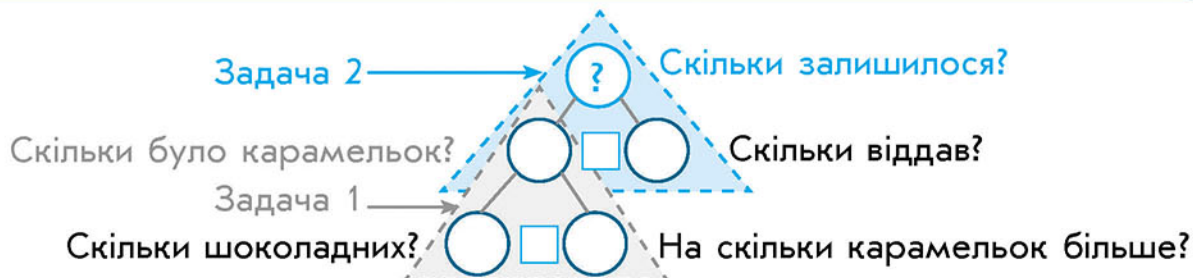 Задача 2
Скільки залишилося?
?
Скільки було карамельок?
Скільки віддав?
Задача 1
Скільки шоколадних?
На скільки карамельок більше?